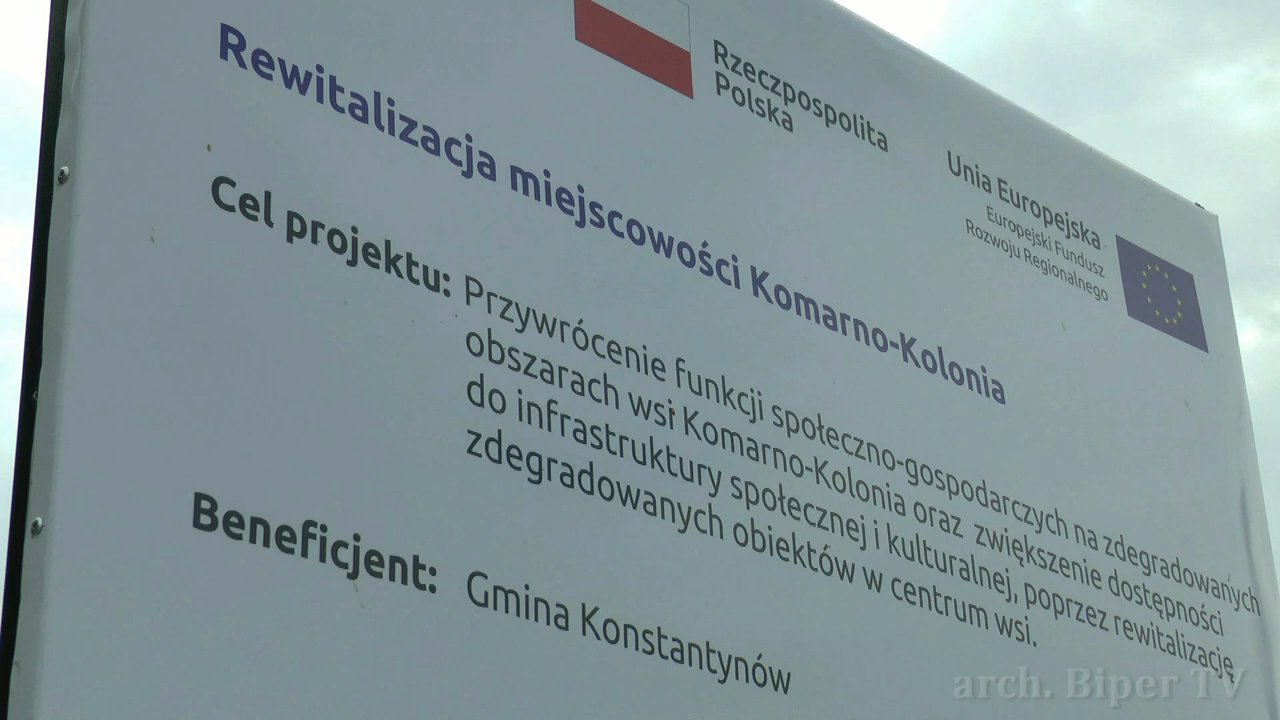 Rzeczpospolita
Polska
Unia Europejska
Europejski Fundusz
Rozwoju Regionalnego
Rewitalizacja miejscowości Komarno-Kolonia
Cel projektu: Przywrócenie funkcji społeczno-gospodarczych na zdegradowanych
obszarach wsi Komarno-Kolonia oraz zwiększenie dostępności
do infrastruktury społecznej i kulturalnej, poprzez rewitalizację
zdegradowanych obiektów w centrum wsi.
Beneficjent: Gmina Konstantynów
arch. Biper TV